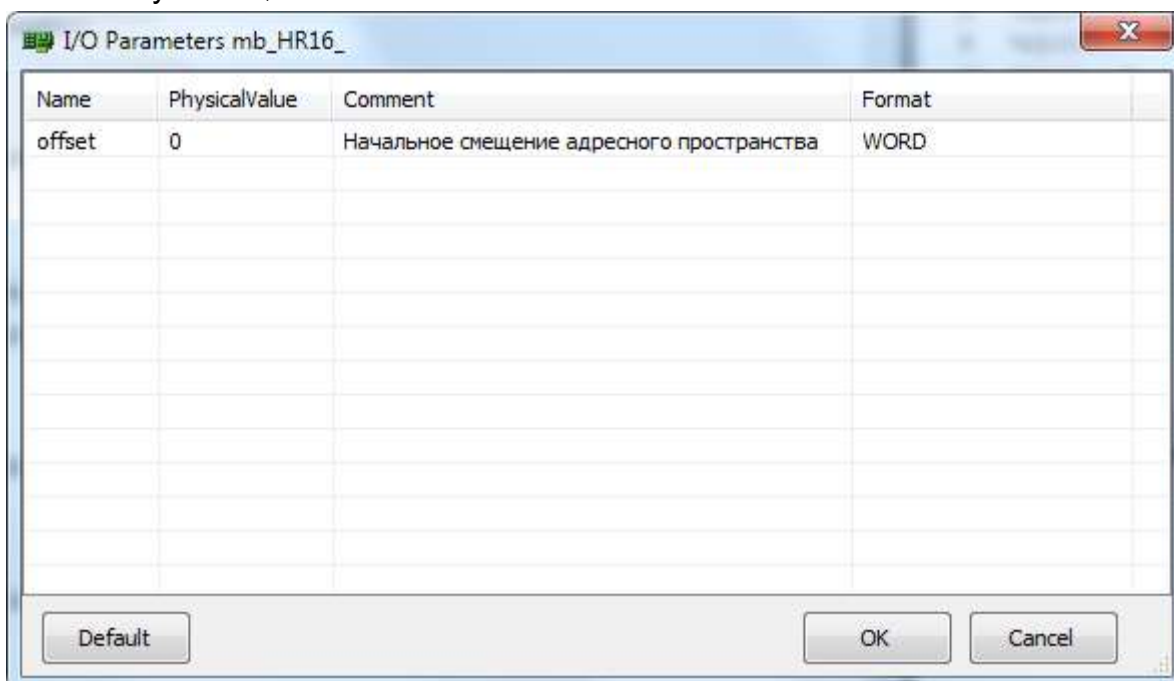 I/O Parameters mb_HR16_
Name PhysicalValue Comment Format
offset 0 Начальное смещение адресного пространства WORD
Default OK Cancel